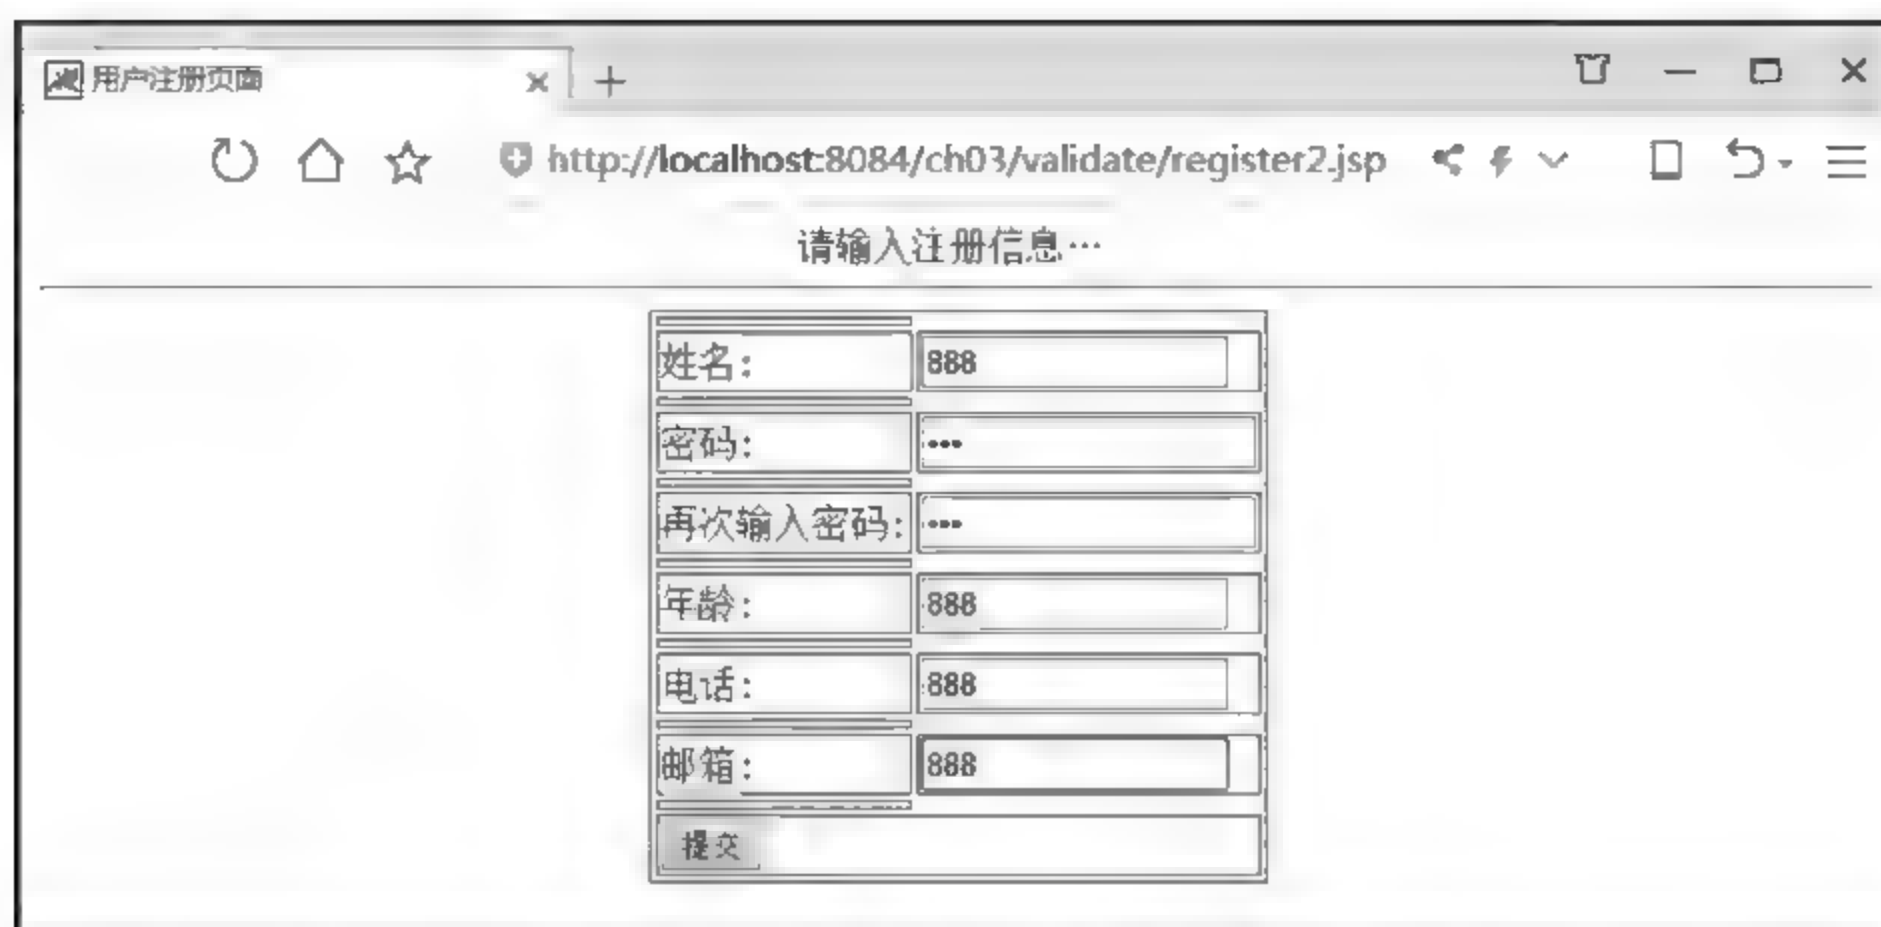 用户注册页面
http://localhost:8084/ch03/validate/register2.jsp
请输入注册信息…
姓名: 888
密码: •••
再次输入密码: •••
年龄: 888
电话: 888
邮箱: 888
提交